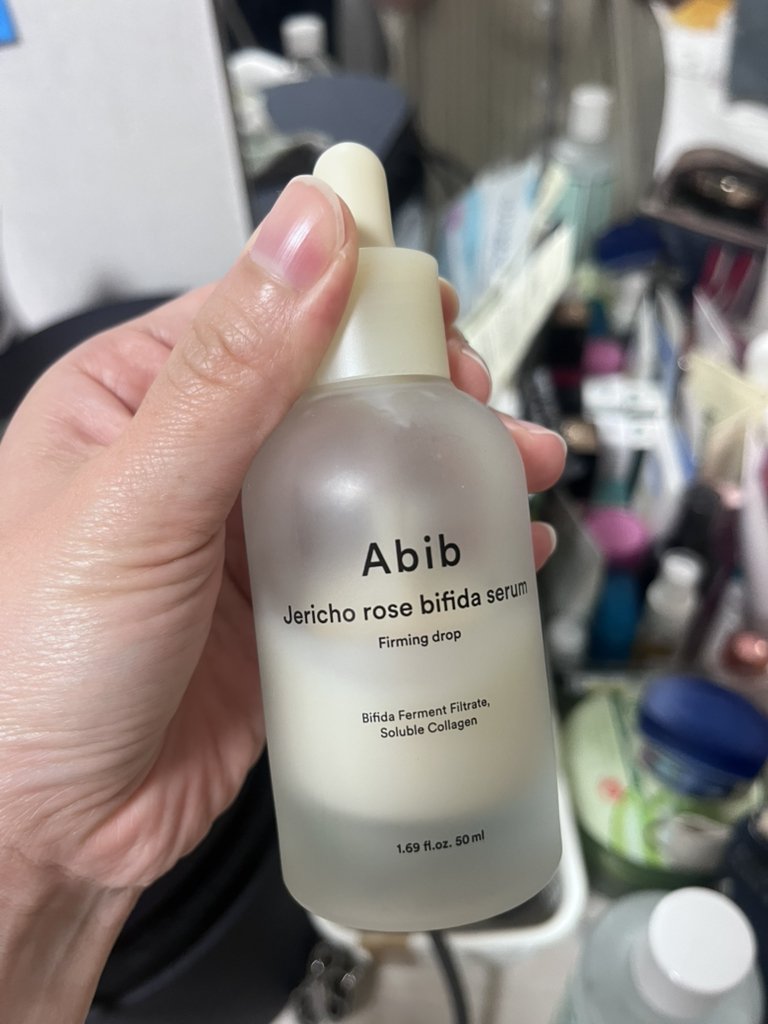 Abib
Jericho rose bifida serum
Firming drop
Bifida Ferment Filtrate,
Soluble Collagen
1.69 fl.oz. 50 ml